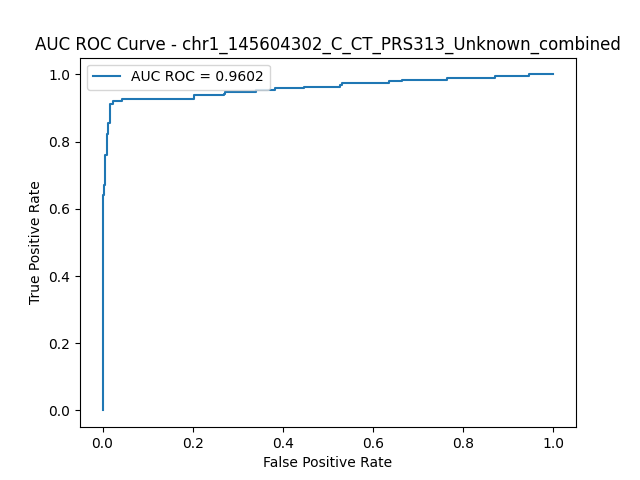 AUC ROC Curve - chr1_145604302_C_CT_PRS313_Unknown_combined
AUC ROC = 0.9602
1.0
0.8
0.6
0.4
0.2
0.0
True Positive Rate
0.0 0.2 0.4 0.6 0.8 1.0
False Positive Rate